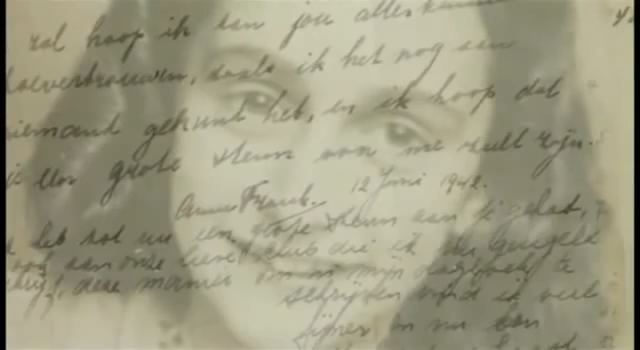 zal hoop ik aan jou alles kunnen
toevertrouwen, zoals ik het nog aan
niemand gekund heb, en ik hoop dat
je een grote steun van me zult zijn.
Anne Frank. 12 Juni 1942.
heb tot nu een grote steun aan je gehad,
ook aan onze lieve club die ik nu geregeld
schrijf, deze manier om in mijn dagboek te
schrijven vind ik veel
fijner en nu